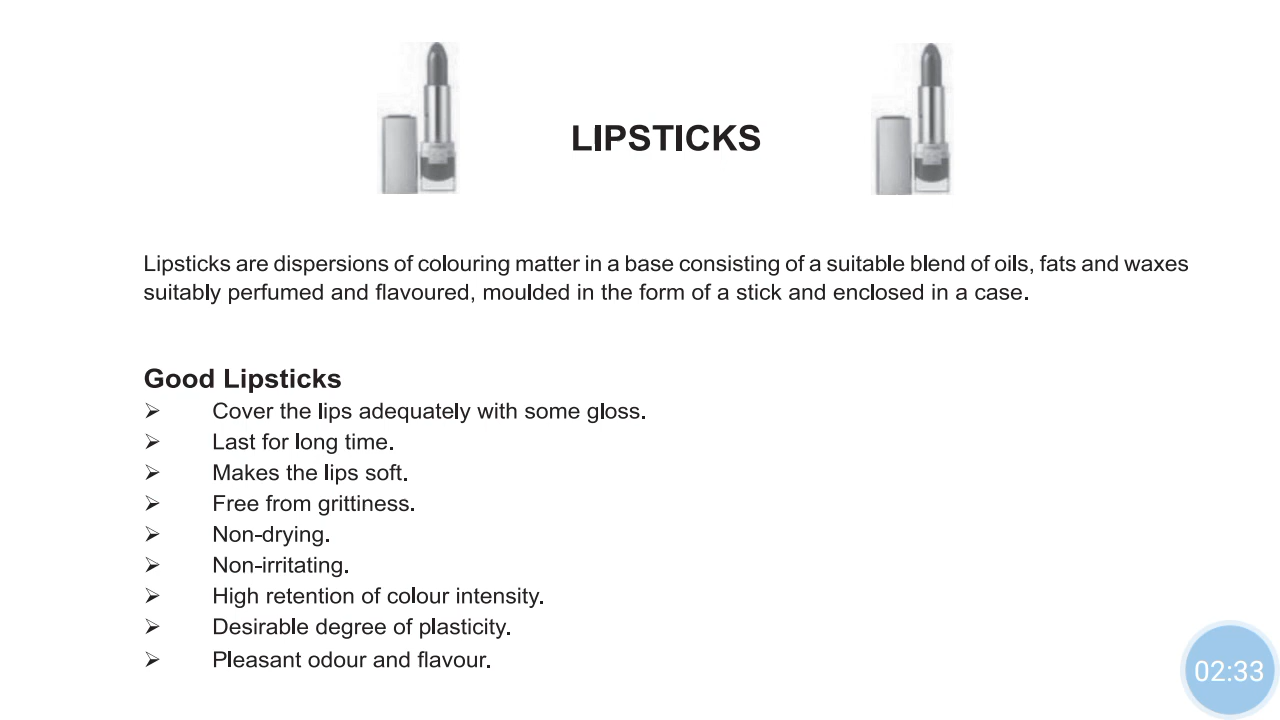 LIPSTICKS
Lipsticks are dispersions of colouring matter in a base consisting of a suitable blend of oils, fats and waxes
suitably perfumed and flavoured, moulded in the form of a stick and enclosed in a case.
Good Lipsticks
➢ Cover the lips adequately with some gloss.
➢ Last for long time.
➢ Makes the lips soft.
➢ Free from grittiness.
➢ Non-drying.
➢ Non-irritating.
➢ High retention of colour intensity.
➢ Desirable degree of plasticity.
➢ Pleasant odour and flavour.
02:33